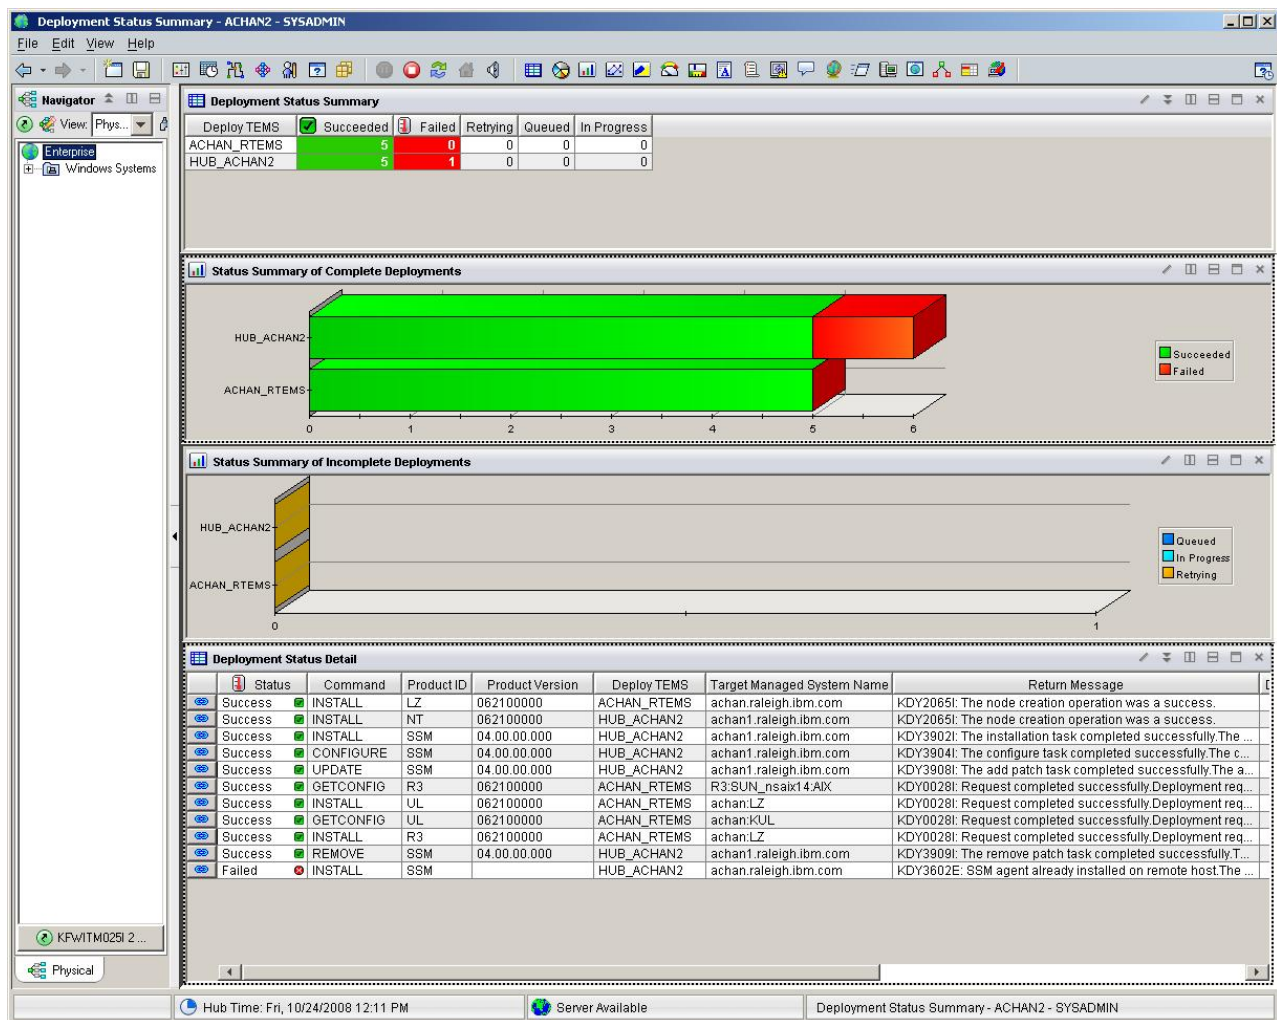 Deployment Status Summary - ACHAN2 - SYSADMIN
File Edit View Help
Navigator
View: Phys...
Enterprise
Windows Systems
KFWITM025I 2 ...
Physical
Deployment Status Summary
Deploy TEMS Succeeded Failed Retrying Queued In Progress
ACHAN_RTEMS 5 0 0 0 0
HUB_ACHAN2 5 1 0 0 0
Status Summary of Complete Deployments
HUB_ACHAN2
ACHAN_RTEMS
0 1 2 3 4 5 6
Succeeded
Failed
Status Summary of Incomplete Deployments
HUB_ACHAN2
ACHAN_RTEMS
0 1
Queued
In Progress
Retrying
Deployment Status Detail
Status Command Product ID Product Version Deploy TEMS Target Managed System Name Return Message
Success INSTALL LZ 062100000 ACHAN_RTEMS achan.raleigh.ibm.com KDY2065I: The node creation operation was a success.
Success INSTALL NT 062100000 HUB_ACHAN2 achan1.raleigh.ibm.com KDY2065I: The node creation operation was a success.
Success INSTALL SSM 04.00.00.000 HUB_ACHAN2 achan1.raleigh.ibm.com KDY3902I: The installation task completed successfully.The ...
Success CONFIGURE SSM 04.00.00.000 HUB_ACHAN2 achan1.raleigh.ibm.com KDY3904I: The configure task completed successfully.The c...
Success UPDATE SSM 04.00.00.000 HUB_ACHAN2 achan1.raleigh.ibm.com KDY3908I: The add patch task completed successfully.The a...
Success GETCONFIG R3 062100000 ACHAN_RTEMS R3:SUN_nsaix14:AIX KDY0028I: Request completed successfully.Deployment req...
Success INSTALL UL 062100000 ACHAN_RTEMS achan:LZ KDY0028I: Request completed successfully.Deployment req...
Success GETCONFIG UL 062100000 ACHAN_RTEMS achan:KUL KDY0028I: Request completed successfully.Deployment req...
Success INSTALL R3 062100000 ACHAN_RTEMS achan:LZ KDY0028I: Request completed successfully.Deployment req...
Success REMOVE SSM 04.00.00.000 HUB_ACHAN2 achan1.raleigh.ibm.com KDY3909I: The remove patch task completed successfully.T...
Failed INSTALL SSM HUB_ACHAN2 achan.raleigh.ibm.com KDY3602E: SSM agent already installed on remote host.The ...
Hub Time: Fri, 10/24/2008 12:11 PM
Server Available
Deployment Status Summary - ACHAN2 - SYSADMIN